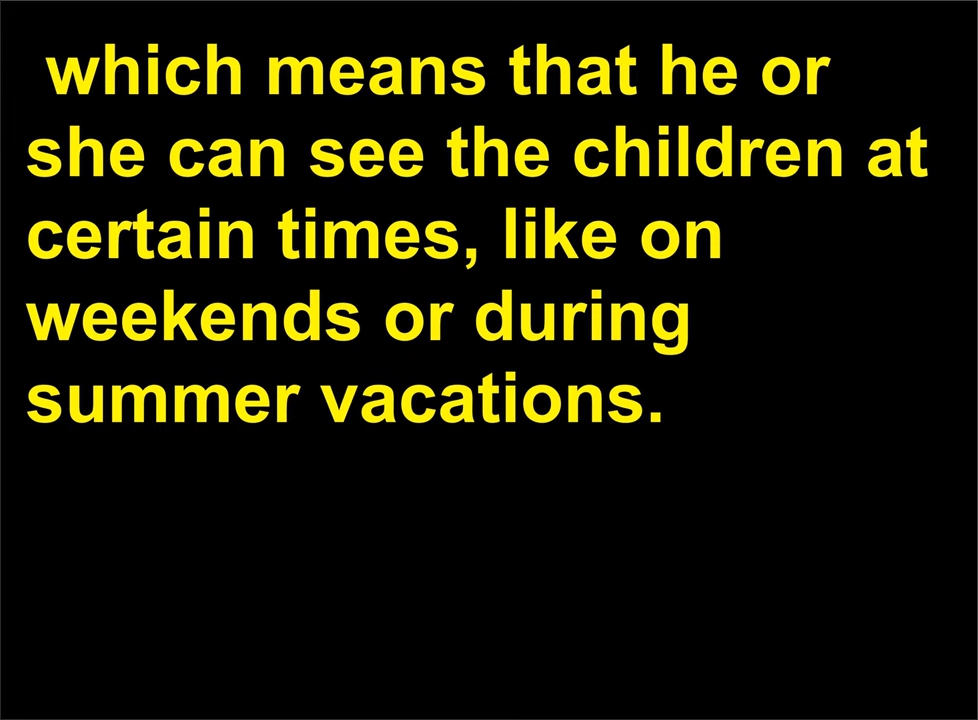 which means that he or
she can see the children at
certain times, like on
weekends or during
summer vacations.